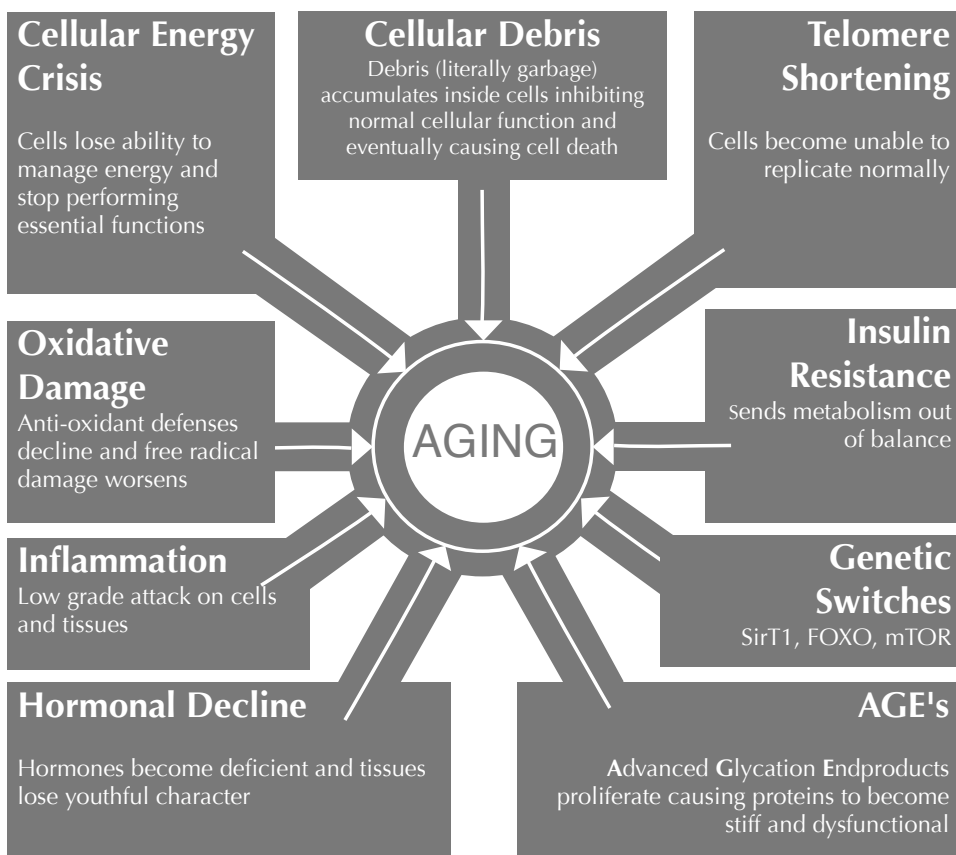 Cellular Energy
Crisis
Cells lose ability to
manage energy and
stop performing
essential functions
Cellular Debris
Debris (literally garbage)
accumulates inside cells inhibiting
normal cellular function and
eventually causing cell death
Telomere
Shortening
Cells become unable to
replicate normally
Oxidative
Damage
Anti-oxidant defenses
decline and free radical
damage worsens
AGING
Insulin
Resistance
Sends metabolism out
of balance
Inflammation
Low grade attack on cells
and tissues
Genetic
Switches
SirT1, FOXO, mTOR
Hormonal Decline
Hormones become deficient and tissues
lose youthful character
AGE's
Advanced Glycation Endproducts
proliferate causing proteins to become
stiff and dysfunctional